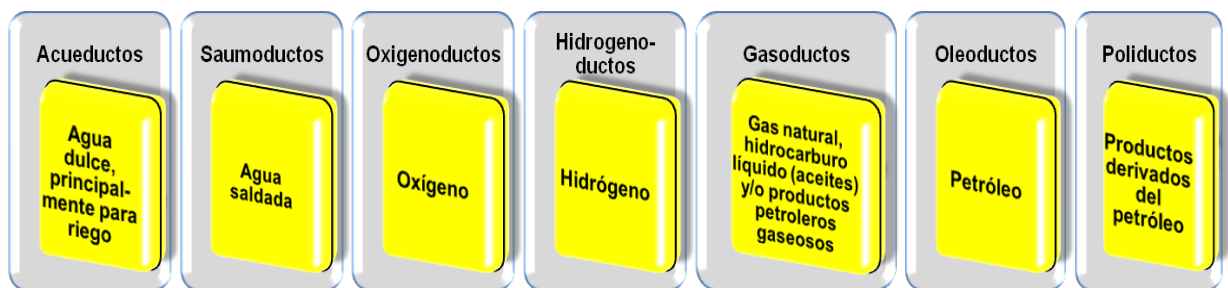 Acueductos
Agua
dulce,
principal-
mente para
riego
Saumoductos
Agua
saldada
Oxigenoductos
Oxígeno
Hidrogeno-
ductos
Hidrógeno
Gasoductos
Gas natural,
hidrocarburo
líquido (aceites)
y/o productos
petroleros
gaseosos
Oleoductos
Petróleo
Poliductos
Productos
derivados
del
petróleo